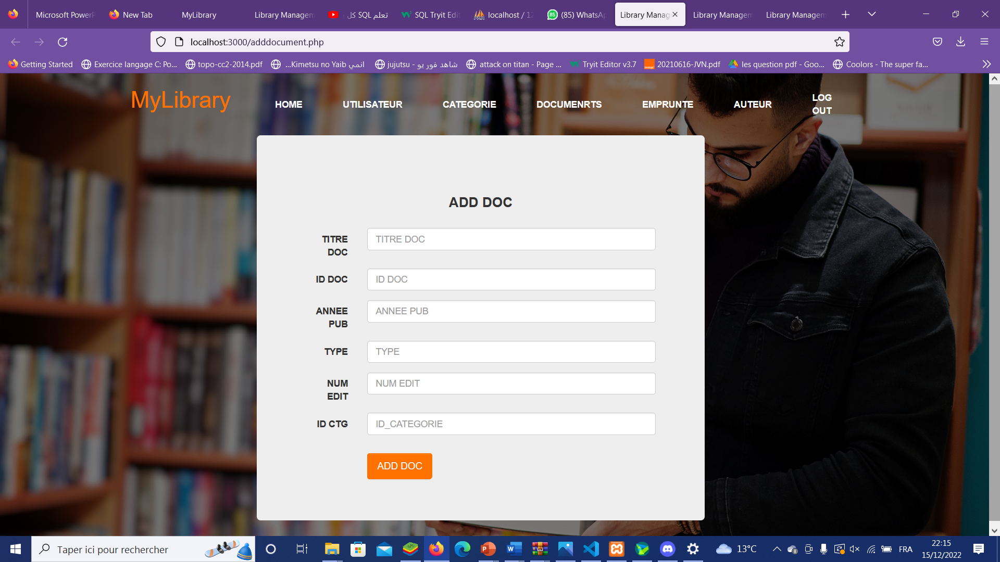 Microsoft PowerP
New Tab
MyLibrary
Library Managem
تعلم SQL كل
SQL Tryit Edit
localhost / 12
(85) WhatsAp
Library Manag
Library Managem
Library Managem
localhost:3000/adddocument.php
Getting Started
Exercice langage C: Po...
topo-cc2-2014.pdf
...Kimetsu no Yaib انمي
jujutsu - شاهد فور يو
attack on titan - Page ...
Tryit Editor v3.7
20210616-JVN.pdf
les question pdf - Goo...
Coolors - The super fa...
MyLibrary
HOME
UTILISATEUR
CATEGORIE
DOCUMENRTS
EMPRUNTE
AUTEUR
LOG
OUT
ADD DOC
TITRE
DOC
TITRE DOC
ID DOC
ID DOC
ANNEE
PUB
ANNEE PUB
TYPE
TYPE
NUM
EDIT
NUM EDIT
ID CTG
ID_CATEGORIE
ADD DOC
Taper ici pour rechercher
13°C
FRA
22:15
15/12/2022